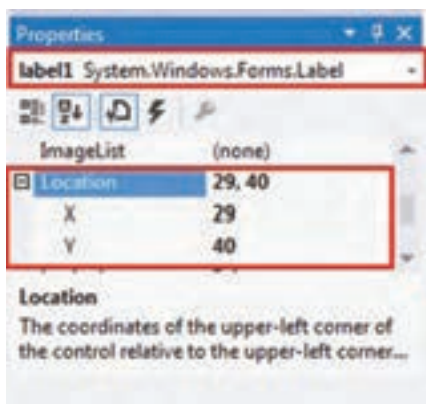 Properties
label1 System.Windows.Forms.Label
ImageList (none)
Location 29, 40
X 29
Y 40
Location
The coordinates of the upper-left corner of
the control relative to the upper-left corner...